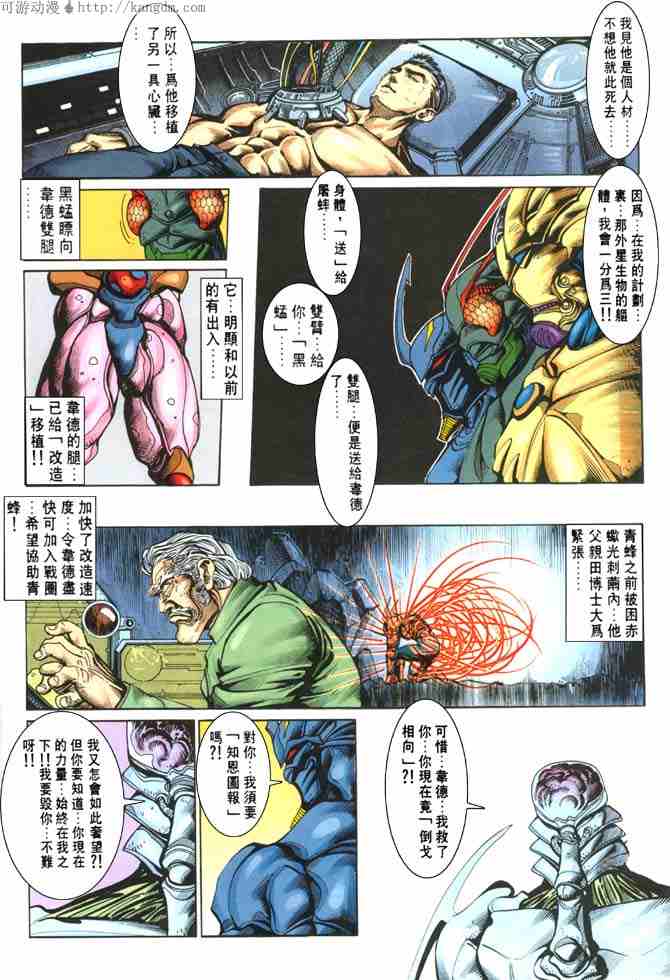 可游动漫 http://kangdm.com
我見他是個人材
不想他就此死去……
所以…爲他移植
了另一具心臟……
因爲…在我的計劃…
裏…那外星生物的軀
體，我會一分爲三!!
身體，「送」給
屠蜂……
雙臂…給
你…「黑
蜢」……
雙腿…便是送給韋德
了……
黑蜢瞟向
韋德雙腿
……
它…明顯和以前
的有出入……
韋德的腿…
已給「改造
」移植!!
青蜂之前被困赤
蠍光刺繭內…他
父親田博士大爲
緊張…
加快了改造速
度…令韋德盡
快可加入戰圈
…希望協助青
蜂！
可惜…韋德…我救了
你…你現在竟「倒戈
相向」?!
對你…我須要
「知恩圖報」
嗎?!
我又怎會如此奢望?!
但你要知道…你現在
的力量…始終在我之
下!!我要毀你…不難
呀!!